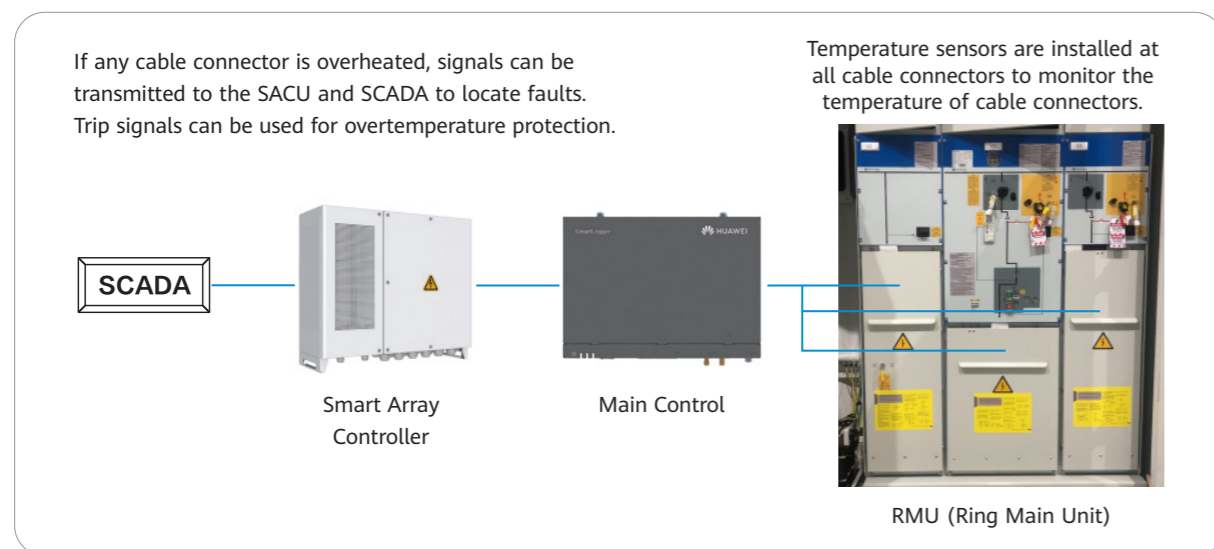 If any cable connector is overheated, signals can be
transmitted to the SACU and SCADA to locate faults.
Trip signals can be used for overtemperature protection.
Temperature sensors are installed at
all cable connectors to monitor the
temperature of cable connectors.
SCADA
SmartLogger
HUAWEI
Smart Array
Controller
Main Control
RMU (Ring Main Unit)